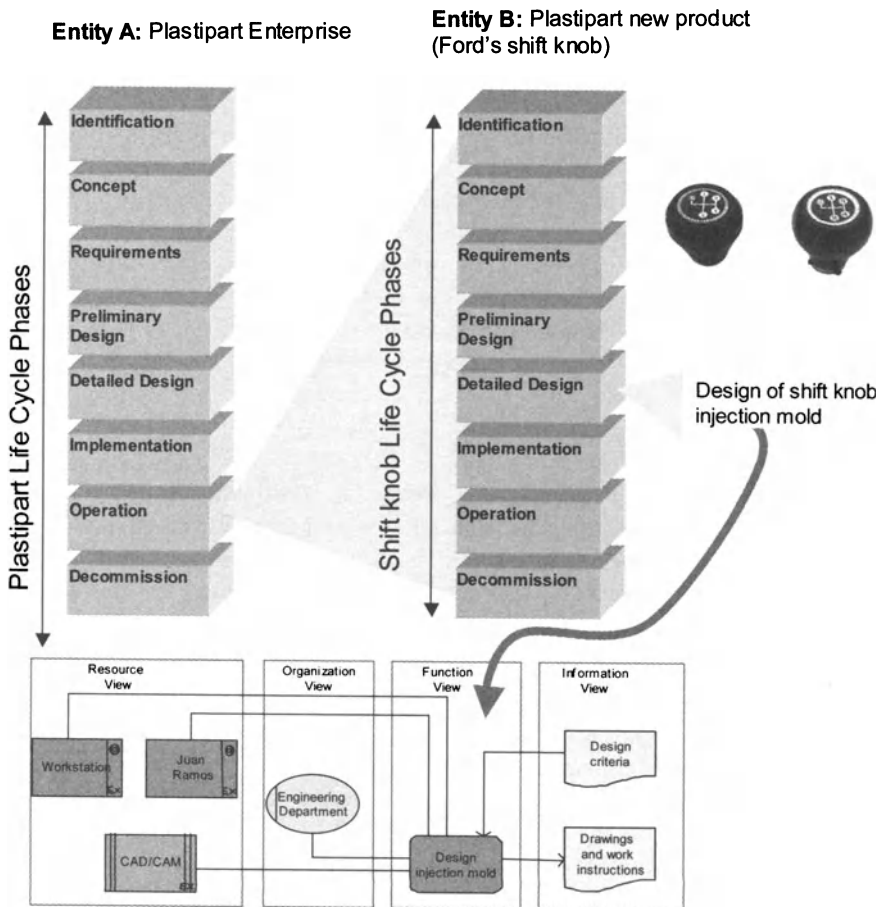 Entity A: Plastipart Enterprise
Entity B: Plastipart new product
(Ford's shift knob)
Plastipart Life Cycle Phases
Identification
Concept
Requirements
Preliminary
Design
Detailed Design
Implementation
Operation
Decommission
Shift knob Life Cycle Phases
Identification
Concept
Requirements
Preliminary
Design
Detailed Design
Implementation
Operation
Decommission
Design of shift knob
injection mold
Resource
View
Workstation
Juan
Ramos
CAD/CAM
Organization
View
Engineering
Department
Function
View
Design
injection mold
Information
View
Design
criteria
Drawings
and work
instructions